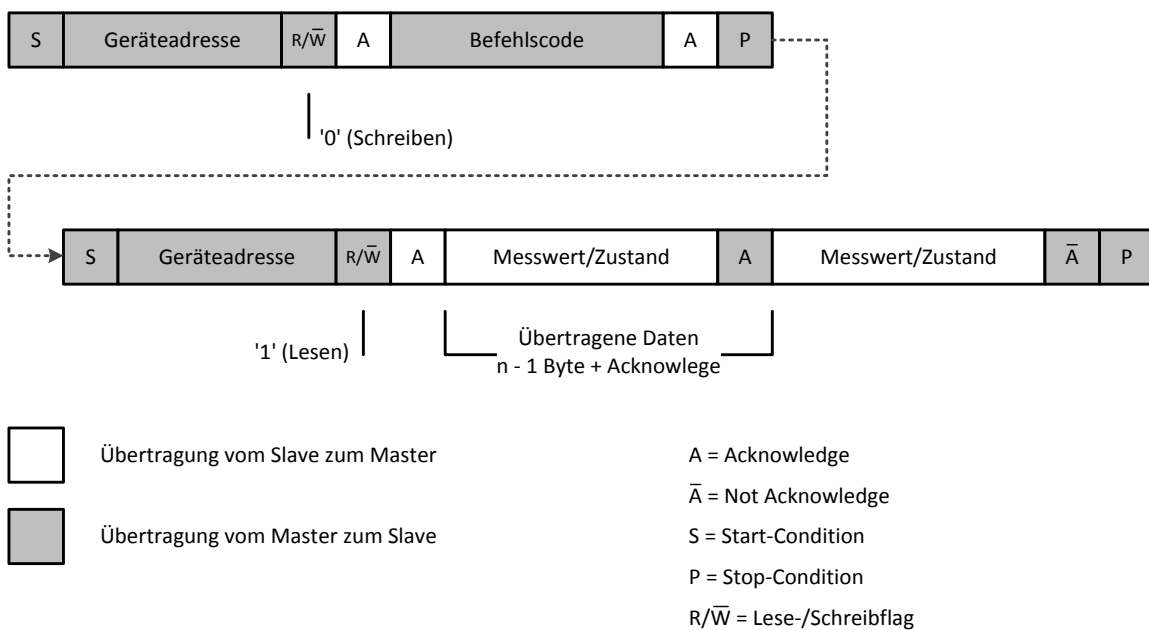 S Geräteadresse R/W̅ A Befehlscode A P
'0' (Schreiben)
S Geräteadresse R/W̅ A Messwert/Zustand A Messwert/Zustand A̅ P
'1' (Lesen)
Übertragene Daten
n - 1 Byte + Acknowlege
Übertragung vom Slave zum Master
Übertragung vom Master zum Slave
A = Acknowledge
A̅ = Not Acknowledge
S = Start-Condition
P = Stop-Condition
R/W̅ = Lese-/Schreibflag